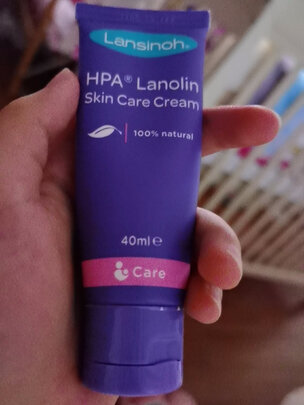 Lansinoh®
HPA® Lanolin
Skin Care Cream
100% natural
40ml ℮
Care